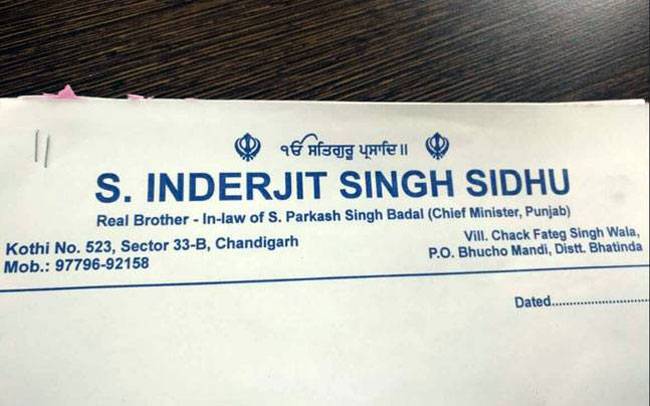 ੴ ਸਤਿਗੁਰੂ ਪ੍ਰਸਾਦਿ॥
S. INDERJIT SINGH SIDHU
Real Brother - In-law of S. Parkash Singh Badal (Chief Minister, Punjab)
Kothi No. 523, Sector 33-B, Chandigarh
Mob.: 97796-92158
Vill. Chack Fateg Singh Wala,
P.O. Bhucho Mandi, Distt. Bhatinda
Dated....................